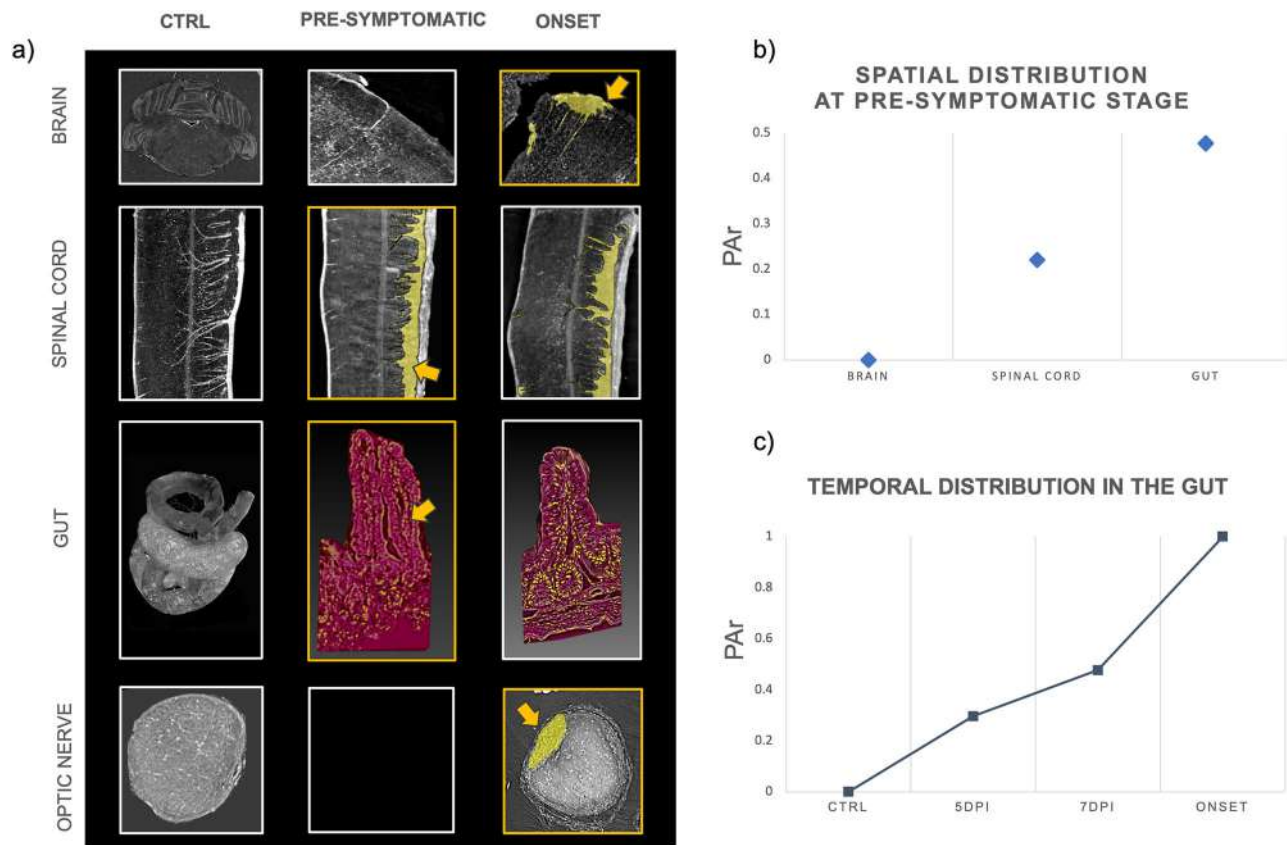 CTRL
PRE-SYMPTOMATIC
ONSET
a)
BRAIN
SPINAL CORD
GUT
OPTIC NERVE
b)
SPATIAL DISTRIBUTION
AT PRE-SYMPTOMATIC STAGE
PAr
0.5
0.4
0.3
0.2
0.1
0
BRAIN
SPINAL CORD
GUT
c)
TEMPORAL DISTRIBUTION IN THE GUT
PAr
1
0.8
0.6
0.4
0.2
0
CTRL
5DPI
7DPI
ONSET